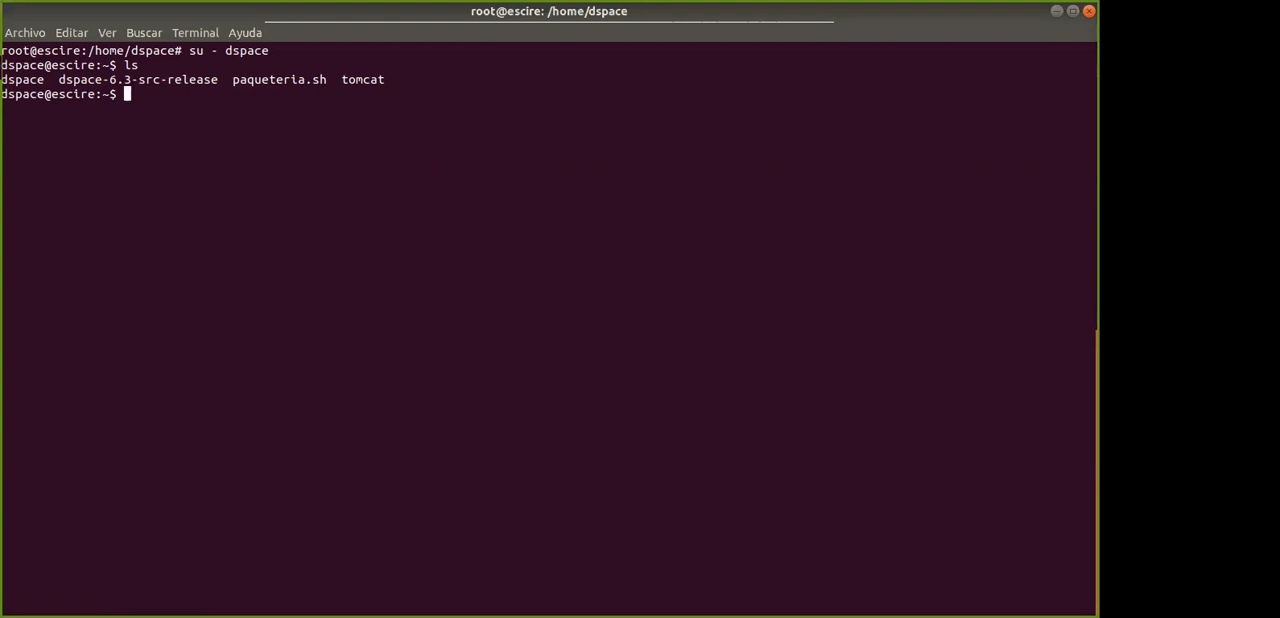 root@escire: /home/dspace
Archivo Editar Ver Buscar Terminal Ayuda
root@escire:/home/dspace# su - dspace
dspace@escire:~$ ls
dspace  dspace-6.3-src-release  paqueteria.sh  tomcat
dspace@escire:~$